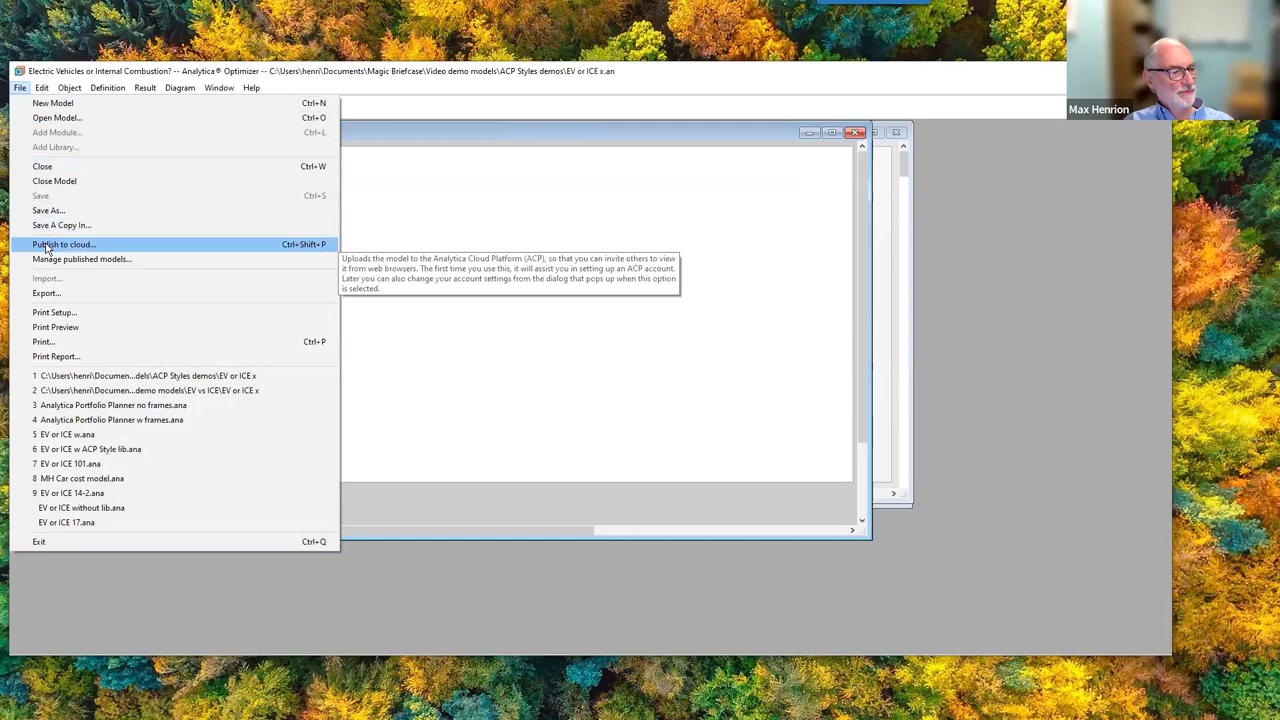 Electric Vehicles or Internal Combustion? -- Analytica® Optimizer -- C:\Users\henri\Documents\Magic Briefcase\Video demo models\ACP Styles demos\EV or ICE x.an
File Edit Object Definition Result Diagram Window Help
Max Henrion
New Model Ctrl+N
Open Model... Ctrl+O
Add Module... Ctrl+L
Add Library...
Close Ctrl+W
Close Model
Save Ctrl+S
Save As...
Save A Copy In...
Publish to cloud... Ctrl+Shift+P
Manage published models...
Uploads the model to the Analytica Cloud Platform (ACP), so that you can invite others to view
it from web browsers. The first time you use this, it will assist you in setting up an ACP account.
Later you can also change your account settings from the dialog that pops up when this option
is selected.
Import...
Export...
Print Setup...
Print Preview
Print... Ctrl+P
Print Report...
1 C:\Users\henri\Documen...dels\ACP Styles demos\EV or ICE x
2 C:\Users\henri\Documen...demo models\EV vs ICE\EV or ICE x
3 Analytica Portfolio Planner no frames.ana
4 Analytica Portfolio Planner w frames.ana
5 EV or ICE w.ana
6 EV or ICE w ACP Style lib.ana
7 EV or ICE 101.ana
8 MH Car cost model.ana
9 EV or ICE 14-2.ana
EV or ICE without lib.ana
EV or ICE 17.ana
Exit Ctrl+Q